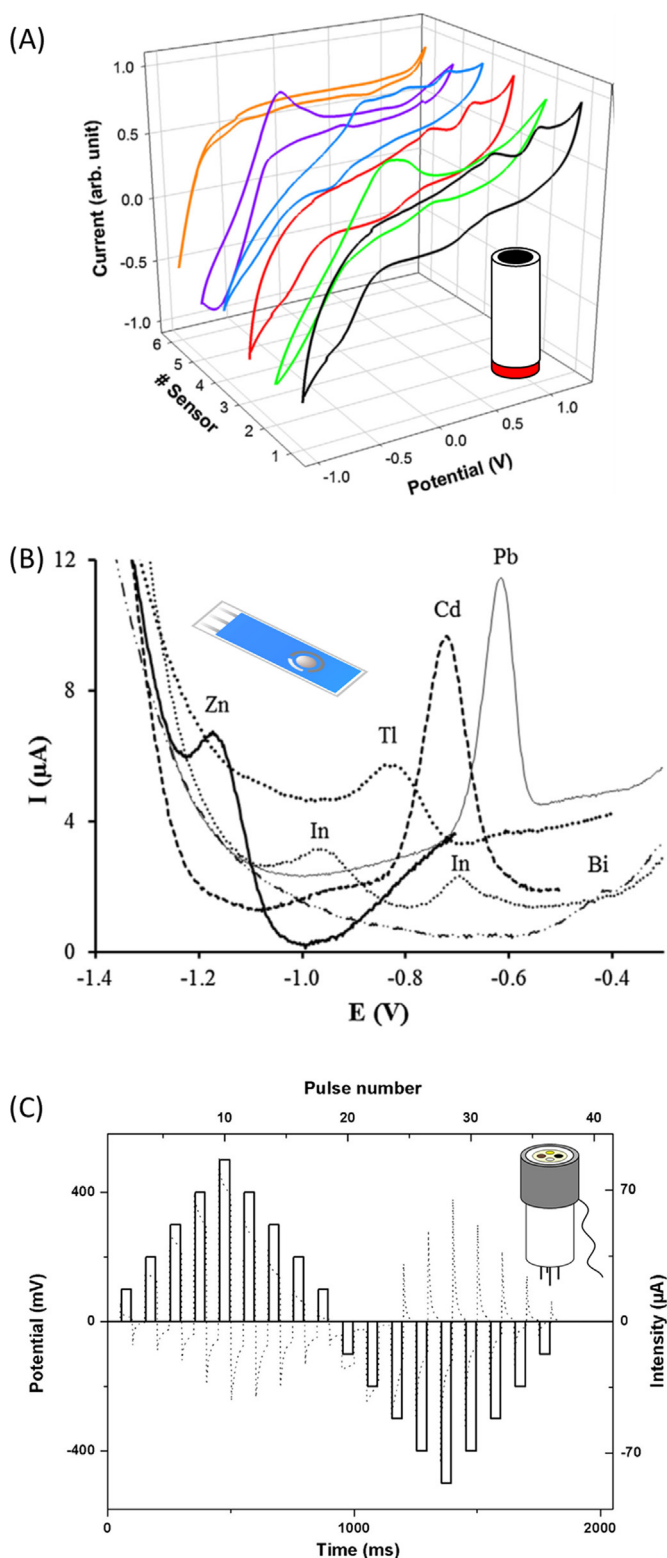 (A)
1.0
0.5
0.0
-0.5
-1.0
Current (arb. unit)
6
5
4
3
2
1
# Sensor
-1.0
-0.5
0.0
0.5
1.0
Potential (V)
(B)
12
8
4
0
I (µA)
Zn
In
Tl
Cd
In
Pb
Bi
-1.4 -1.2 -1.0 -0.8 -0.6 -0.4
E (V)
(C)
Pulse number
0 10 20 30 40
400
0
-400
Potential (mV)
70
0
-70
Intensity (µA)
0 1000 2000
Time (ms)